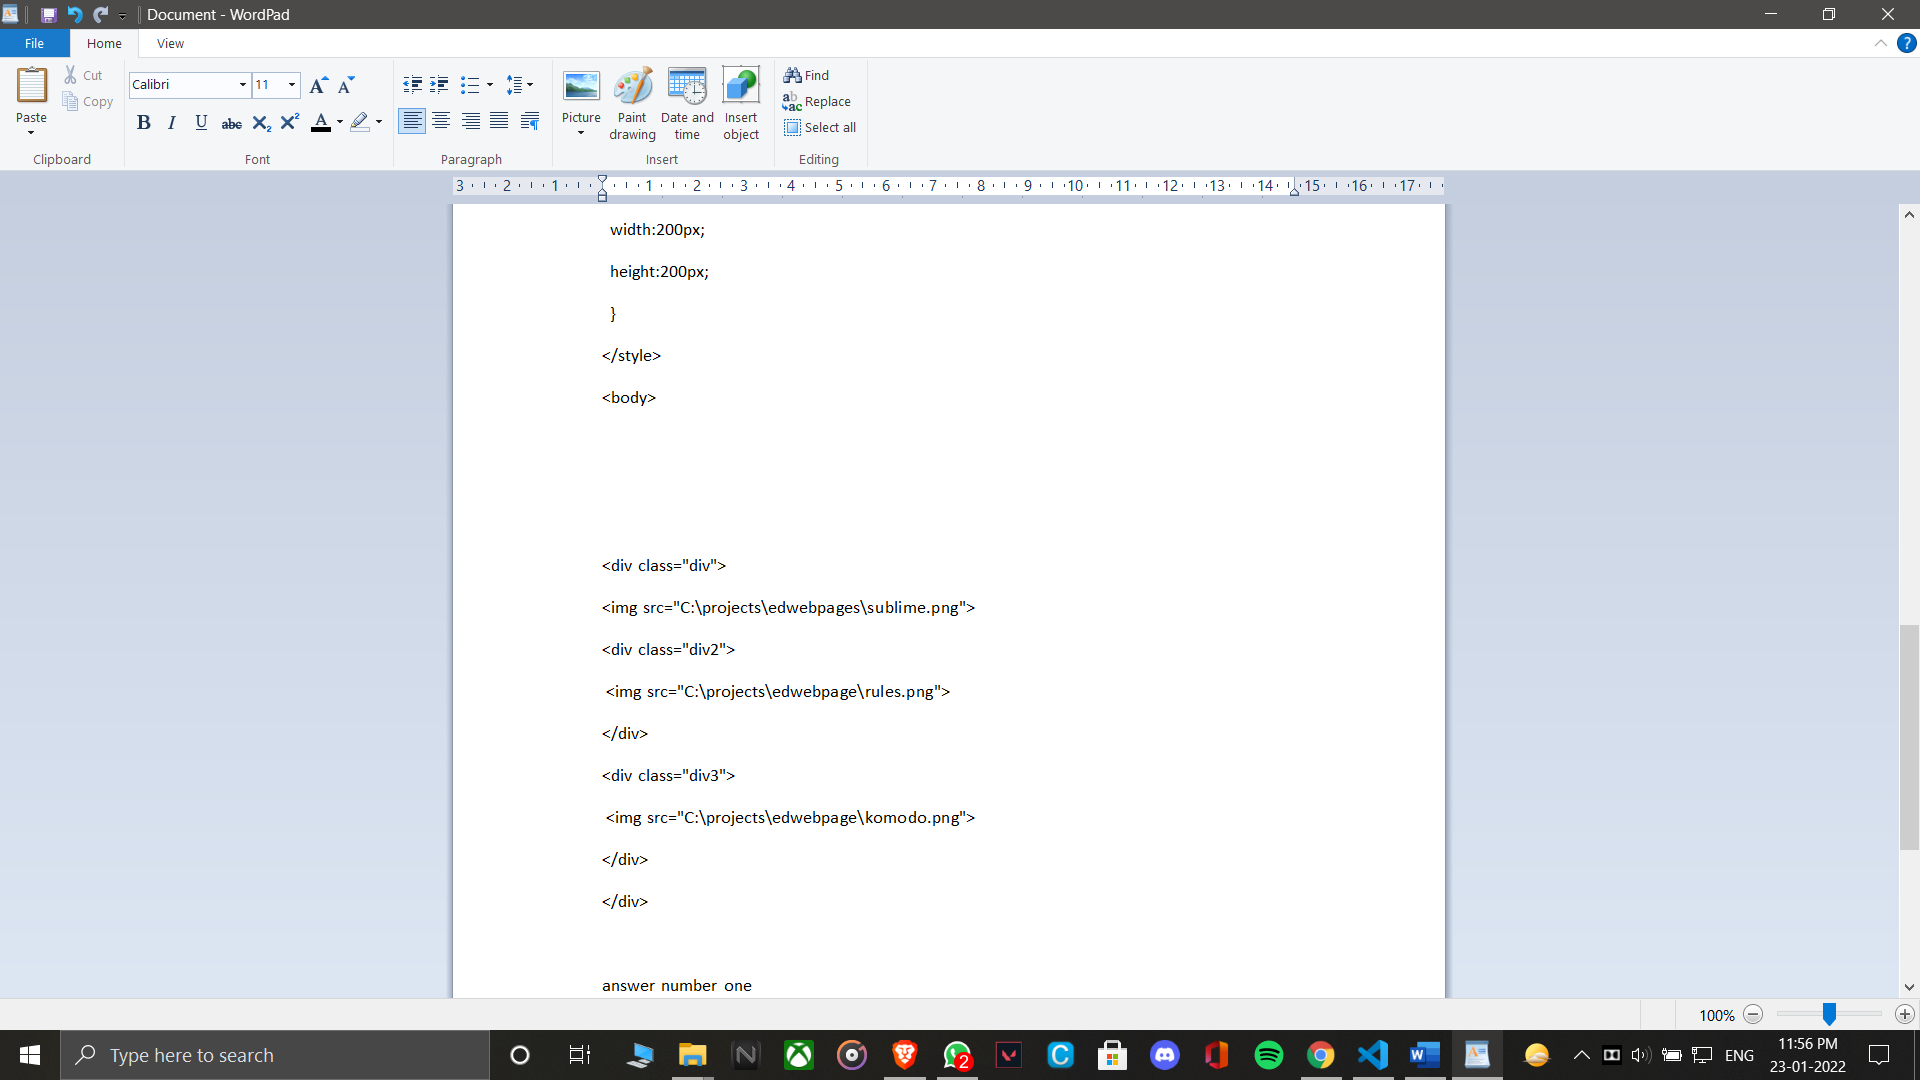 Document - WordPad
File
Home
View
Paste
Cut
Copy
Clipboard
Calibri
11
B I U abc X₂ X²
A
Font
Paragraph
Picture
Paint drawing
Date and time
Insert object
Insert
Find
Replace
Select all
Editing
3 2 1 1 2 3 4 5 6 7 8 9 10 11 12 13 14 15 16 17
width:200px;
height:200px;
}
</style>
<body>
<div class="div">
<img src="C:\projects\edwebpages\sublime.png">
<div class="div2">
<img src="C:\projects\edwebpage\rules.png">
</div>
<div class="div3">
<img src="C:\projects\edwebpage\komodo.png">
</div>
</div>
answer number one
100%
Type here to search
2
ENG
11:56 PM
23-01-2022